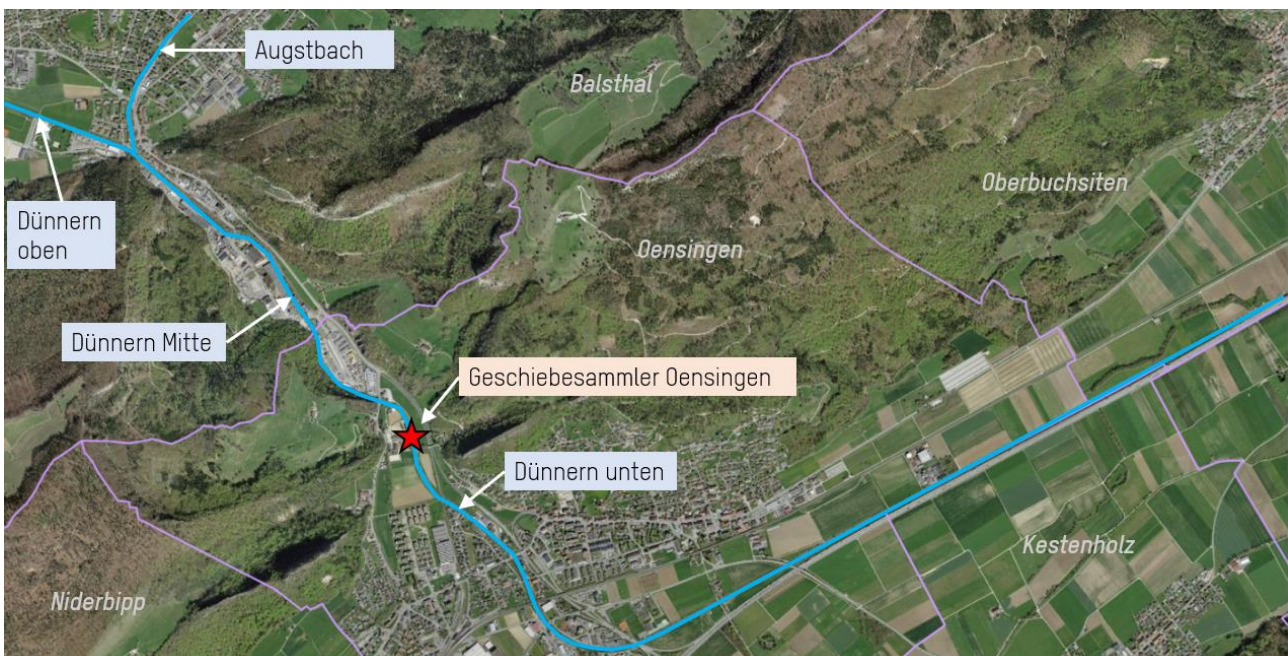 Augstbach
Balsthal
Oberbuchsiten
Dünnern
oben
Oensingen
Dünnern Mitte
Geschiebesammler Oensingen
Dünnern unten
Kestenholz
Niderbipp